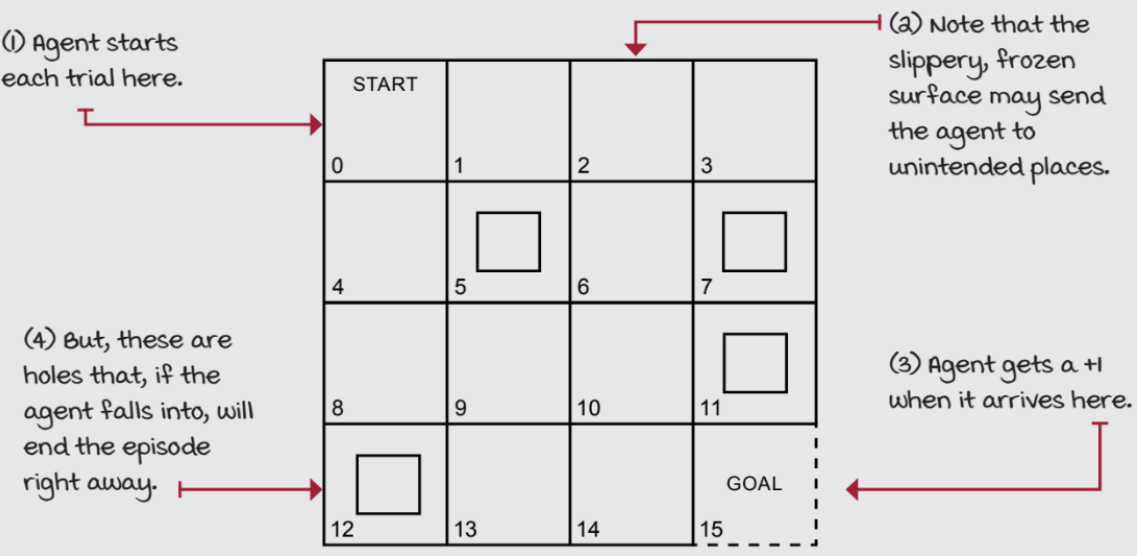 (1) Agent starts
each trial here.
(2) Note that the
slippery, frozen
surface may send
the agent to
unintended places.
START
0
1
2
3
4
5
6
7
(4) But, these are
holes that, if the
agent falls into, will
end the episode
right away.
8
9
10
11
(3) Agent gets a +1
when it arrives here.
GOAL
12
13
14
15